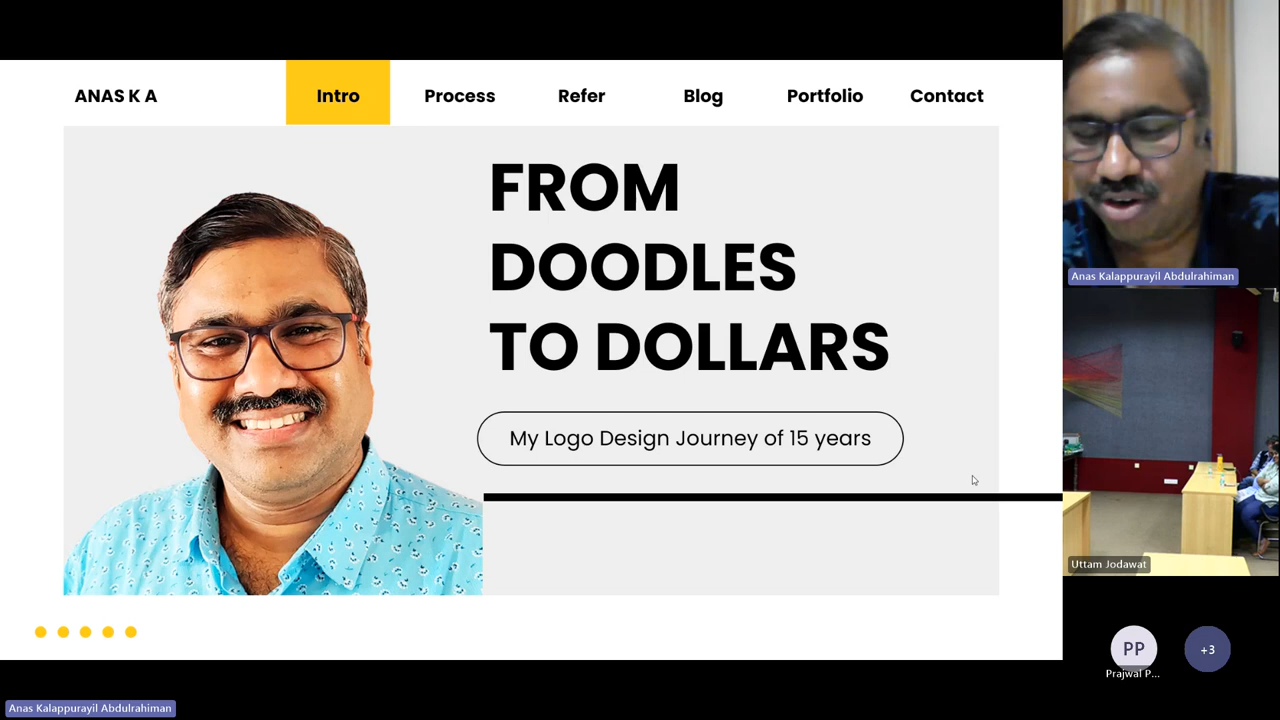 ANAS K A
Intro
Process
Refer
Blog
Portfolio
Contact
FROM
DOODLES
TO DOLLARS
My Logo Design Journey of 15 years
Anas Kalappurayil Abdulrahiman
Uttam Jodawat
PP
+3
Prajwal P...
Anas Kalappurayil Abdulrahiman